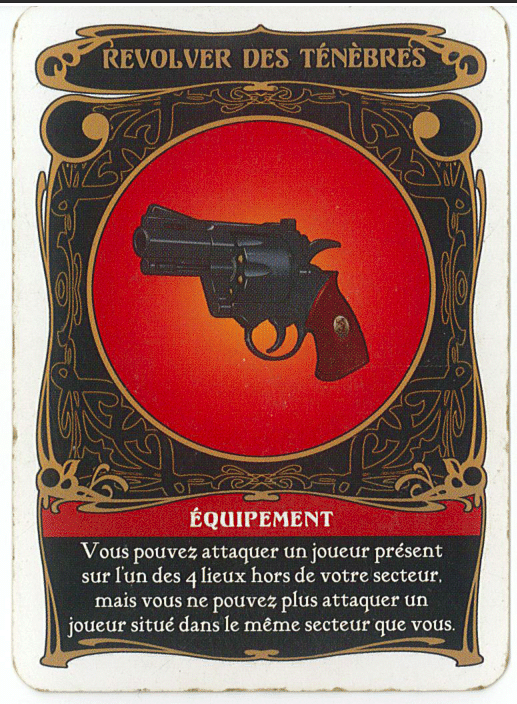 REVOLVER DES TÉNÈBRES
ÉQUIPEMENT
Vous pouvez attaquer un joueur présent
sur l'un des 4 lieux hors de votre secteur,
mais vous ne pouvez plus attaquer un
joueur situé dans le même secteur que vous.